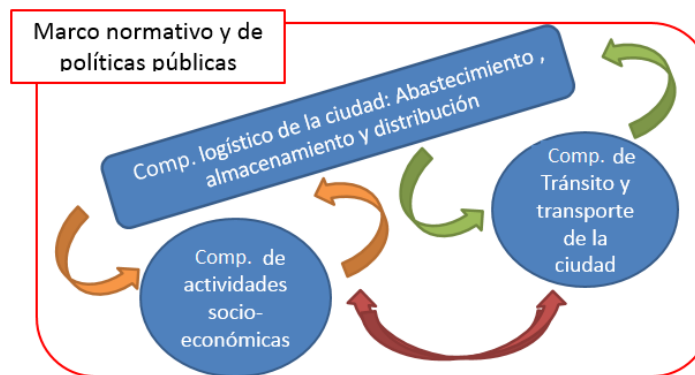 Marco normativo y de
políticas públicas
Comp. logístico de la ciudad: Abastecimiento ,
almacenamiento y distribución
Comp. de
Tránsito y
transporte
de la
ciudad
Comp. de
actividades
socio-
económicas